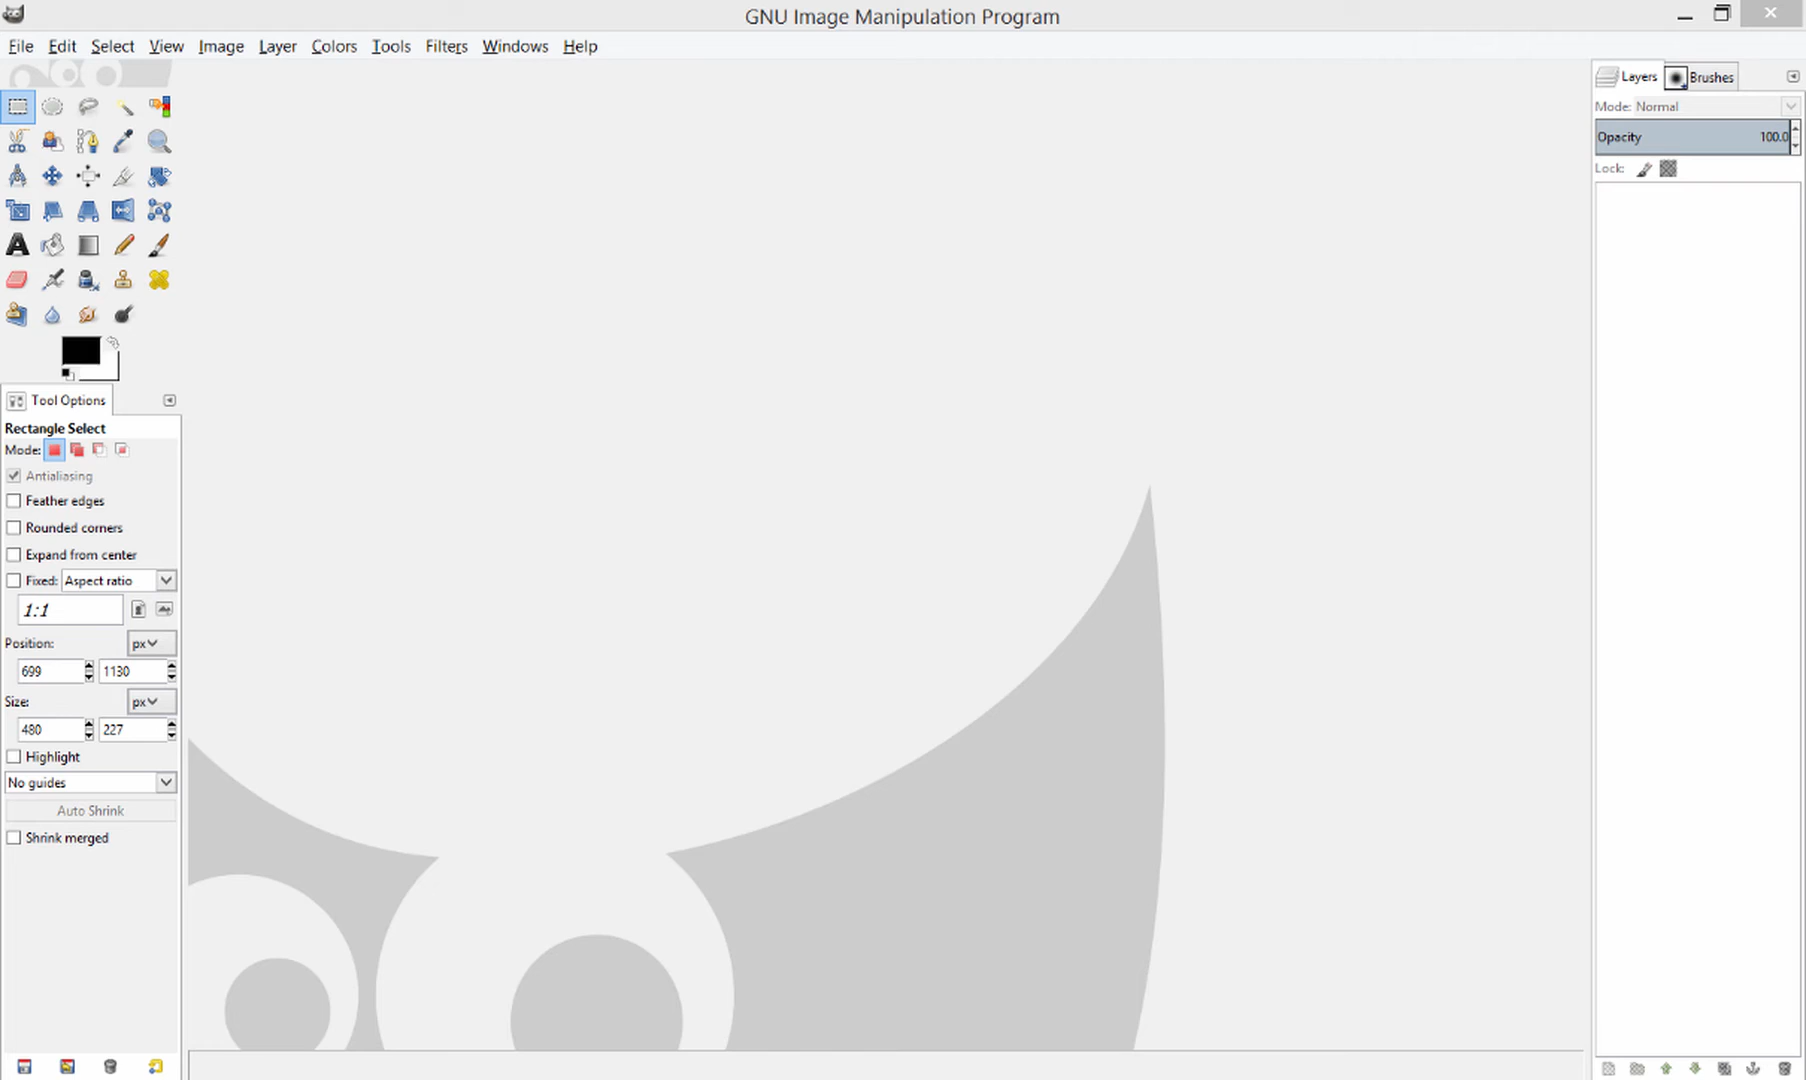 GNU Image Manipulation Program
File Edit Select View Image Layer Colors Tools Filters Windows Help
Layers Brushes
Mode: Normal
Opacity 100.0
Lock:
Tool Options
Rectangle Select
Mode:
Antialiasing
Feather edges
Rounded corners
Expand from center
Fixed: Aspect ratio
1:1
Position: px
699 1130
Size: px
480 227
Highlight
No guides
Auto Shrink
Shrink merged